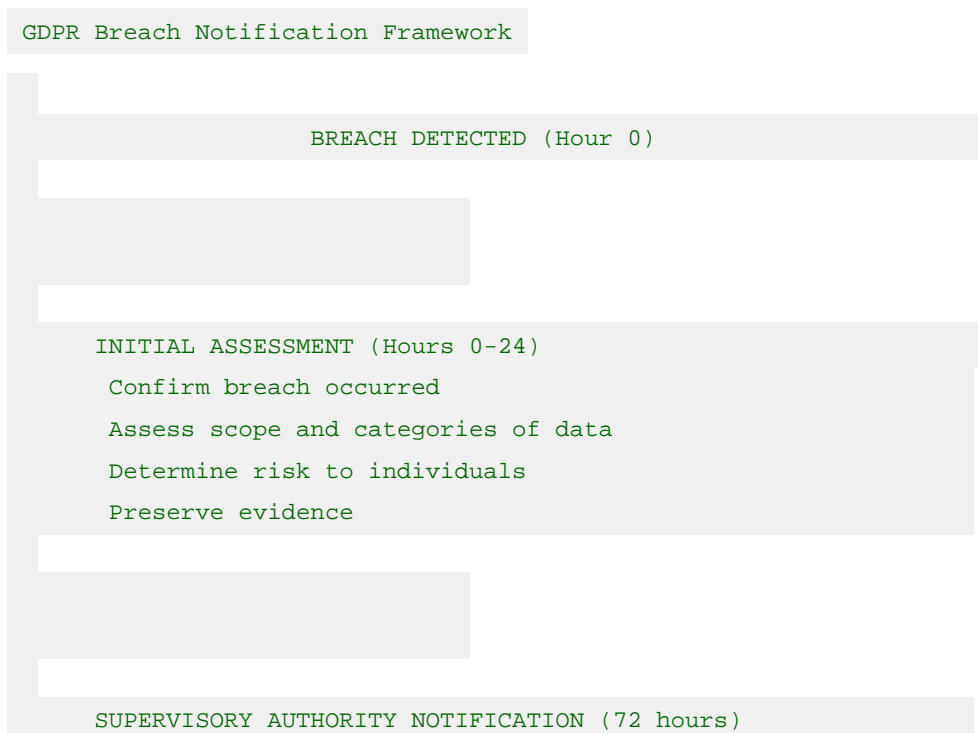 GDPR Breach Notification Framework
BREACH DETECTED (Hour 0)
INITIAL ASSESSMENT (Hours 0-24)
Confirm breach occurred
Assess scope and categories of data
Determine risk to individuals
Preserve evidence
SUPERVISORY AUTHORITY NOTIFICATION (72 hours)